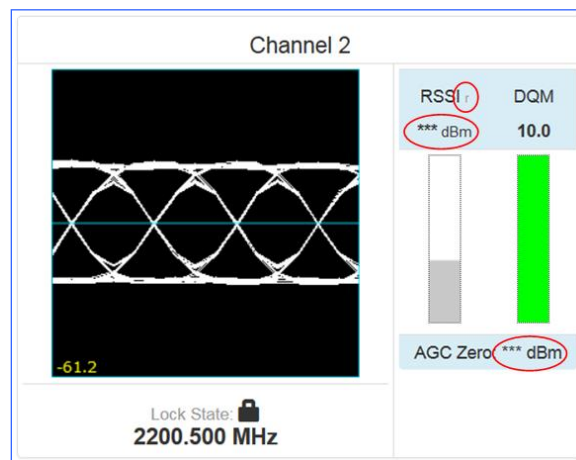 Channel 2
RSSI r
DQM
*** dBm
10.0
-61.2
AGC Zero *** dBm
Lock State:
2200.500 MHz